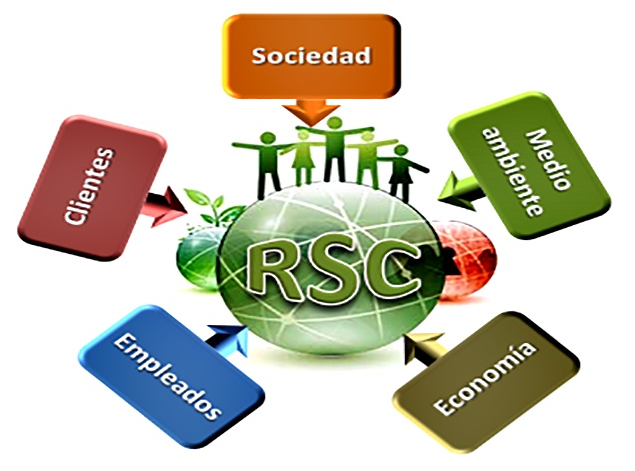 Sociedad
Clientes
Medio
ambiente
RSC
Empleados
Economía